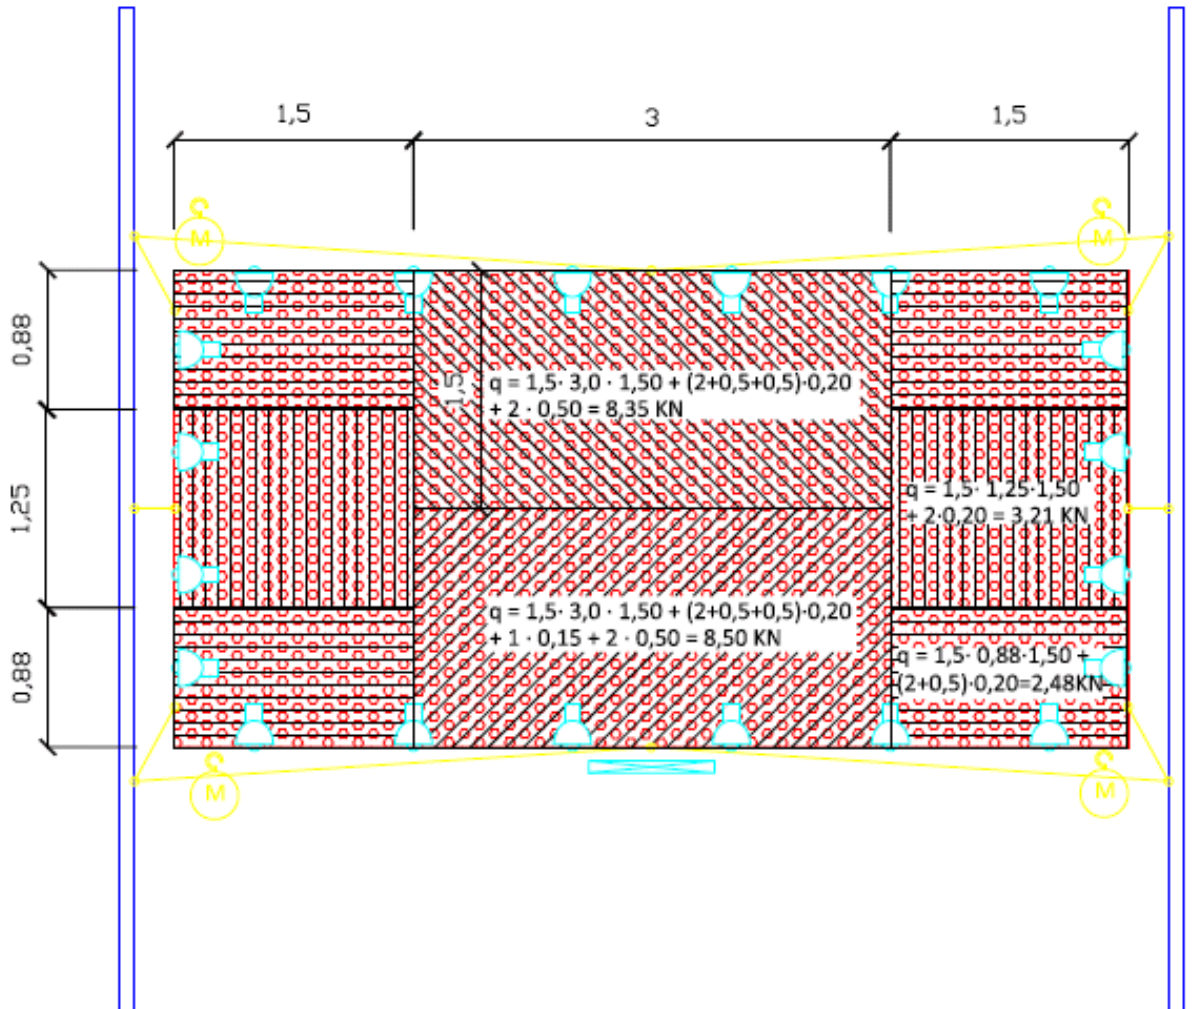 1,5
3
1,5
M
M
0,88
1,5
q = 1,5· 3,0 · 1,50 + (2+0,5+0,5)·0,20
+ 2 · 0,50 = 8,35 KN
1,25
q = 1,5· 1,25·1,50
+ 2·0,20 = 3,21 KN
q = 1,5· 3,0 · 1,50 + (2+0,5+0,5)·0,20
+ 1 · 0,15 + 2 · 0,50 = 8,50 KN
0,88
q = 1,5· 0,88·1,50 +
(2+0,5)·0,20=2,48KN
M
M